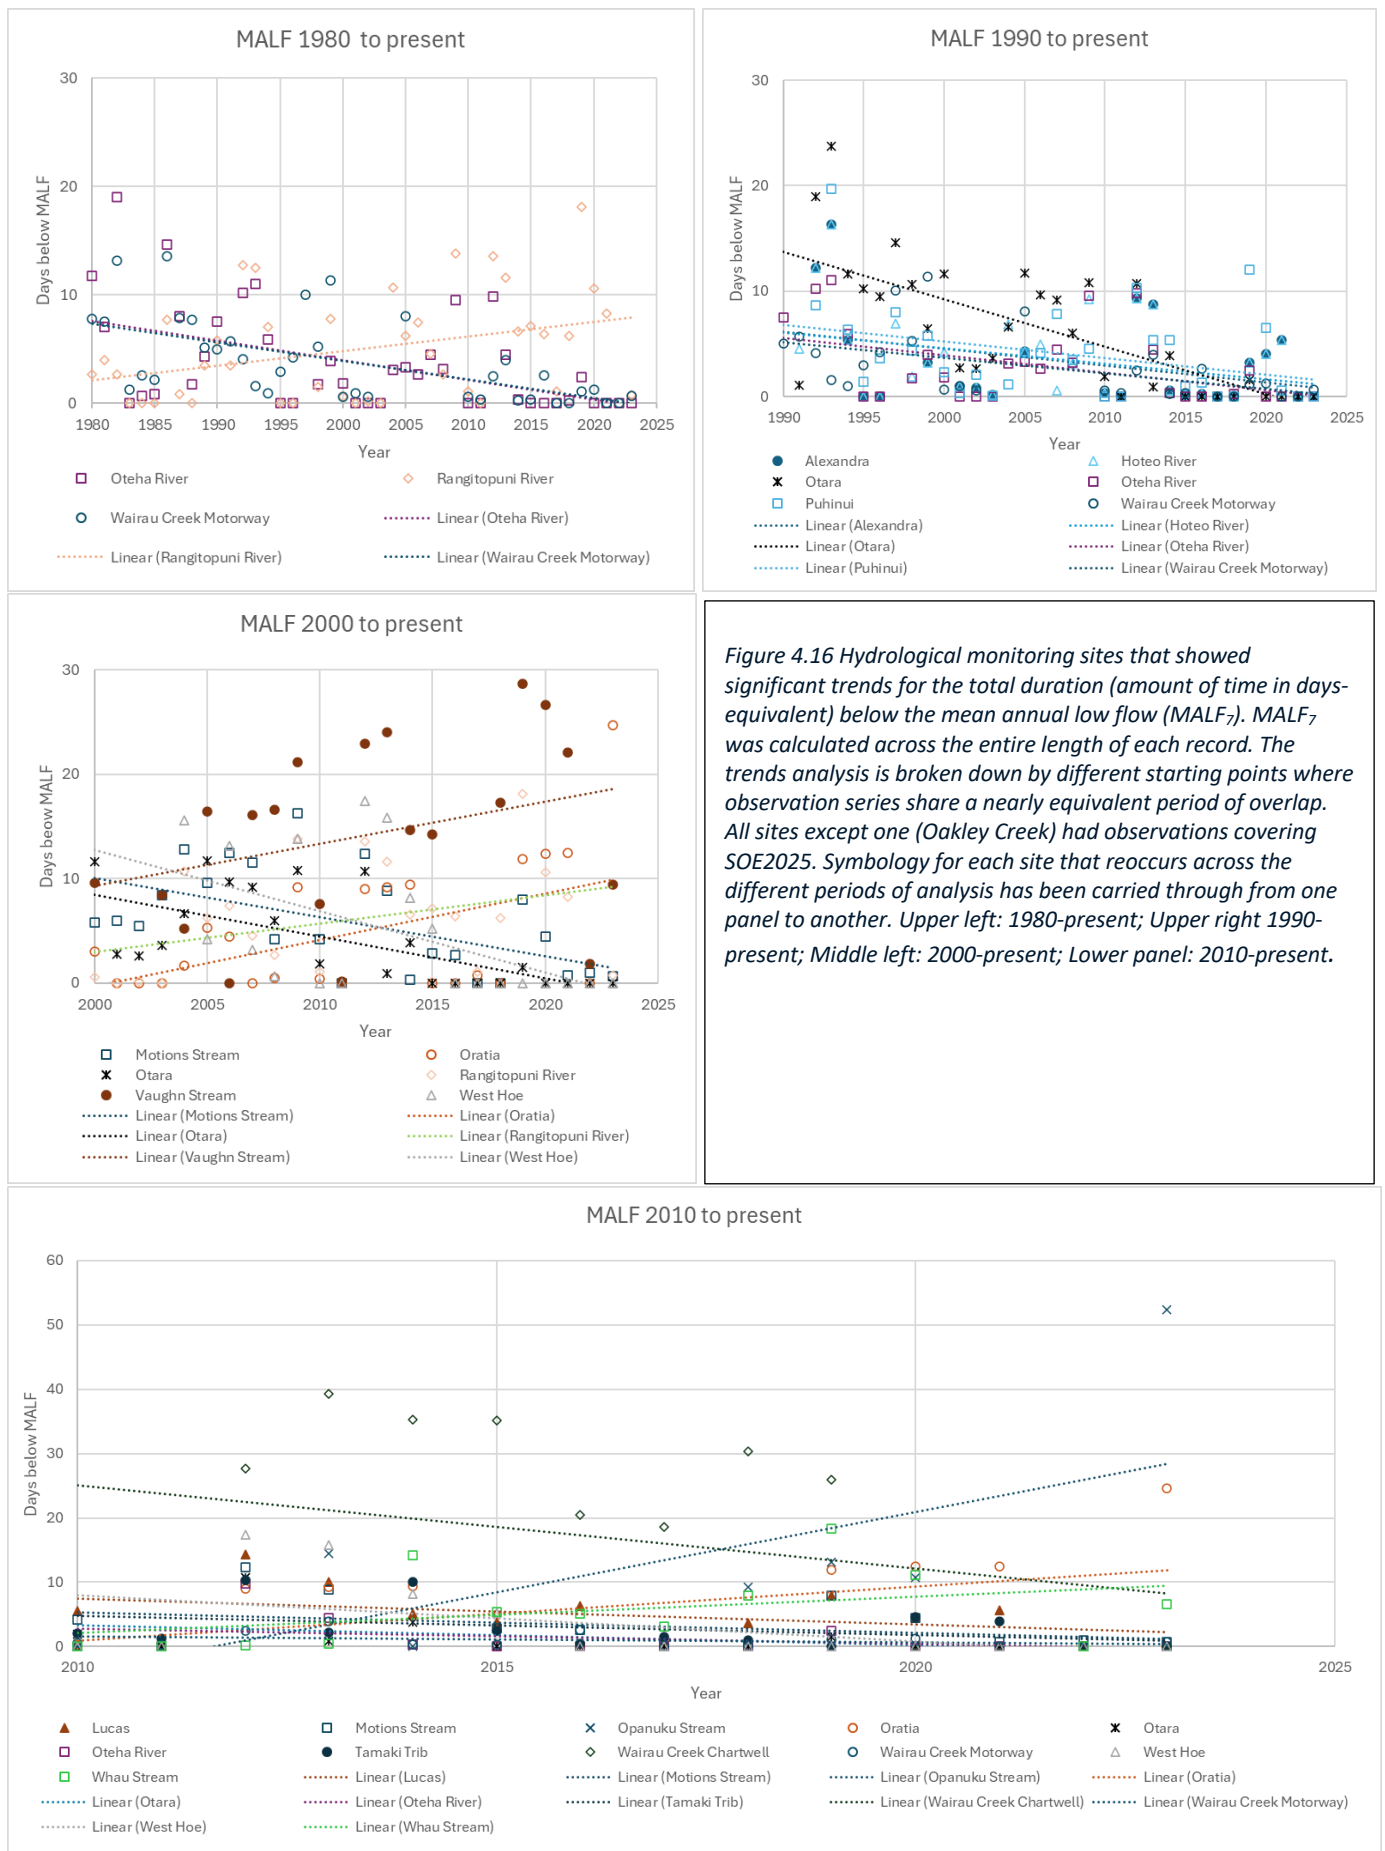 MALF 1980 to present
30
20
10
0
Days below MALF
1980 1985 1990 1995 2000 2005 2010 2015 2020 2025
Year
Oteha River Rangitopuni River
Wairau Creek Motorway Linear (Oteha River)
Linear (Rangitopuni River) Linear (Wairau Creek Motorway)
MALF 1990 to present
30
20
10
0
Days below MALF
1990 1995 2000 2005 2010 2015 2020 2025
Year
Alexandra Hoteo River
Otara Oteha River
Puhinui Wairau Creek Motorway
Linear (Alexandra) Linear (Hoteo River)
Linear (Otara) Linear (Oteha River)
Linear (Puhinui) Linear (Wairau Creek Motorway)
MALF 2000 to present
30
20
10
0
Days beow MALF
2000 2005 2010 2015 2020 2025
Year
Motions Stream Oratia
Otara Rangitopuni River
Vaughn Stream West Hoe
Linear (Motions Stream) Linear (Oratia)
Linear (Otara) Linear (Rangitopuni River)
Linear (Vaughn Stream) Linear (West Hoe)
Figure 4.16 Hydrological monitoring sites that showed
significant trends for the total duration (amount of time in days-
equivalent) below the mean annual low flow (MALF₇). MALF₇
was calculated across the entire length of each record. The
trends analysis is broken down by different starting points where
observation series share a nearly equivalent period of overlap.
All sites except one (Oakley Creek) had observations covering
SOE2025. Symbology for each site that reoccurs across the
different periods of analysis has been carried through from one
panel to another. Upper left: 1980-present; Upper right 1990-
present; Middle left: 2000-present; Lower panel: 2010-present.
MALF 2010 to present
60
50
40
30
20
10
0
Days below MALF
2010 2015 2020 2025
Year
Lucas Motions Stream Opanuku Stream Oratia Otara
Oteha River Tamaki Trib Wairau Creek Chartwell Wairau Creek Motorway West Hoe
Whau Stream Linear (Lucas) Linear (Motions Stream) Linear (Opanuku Stream) Linear (Oratia)
Linear (Otara) Linear (Oteha River) Linear (Tamaki Trib) Linear (Wairau Creek Chartwell) Linear (Wairau Creek Motorway)
Linear (West Hoe) Linear (Whau Stream)